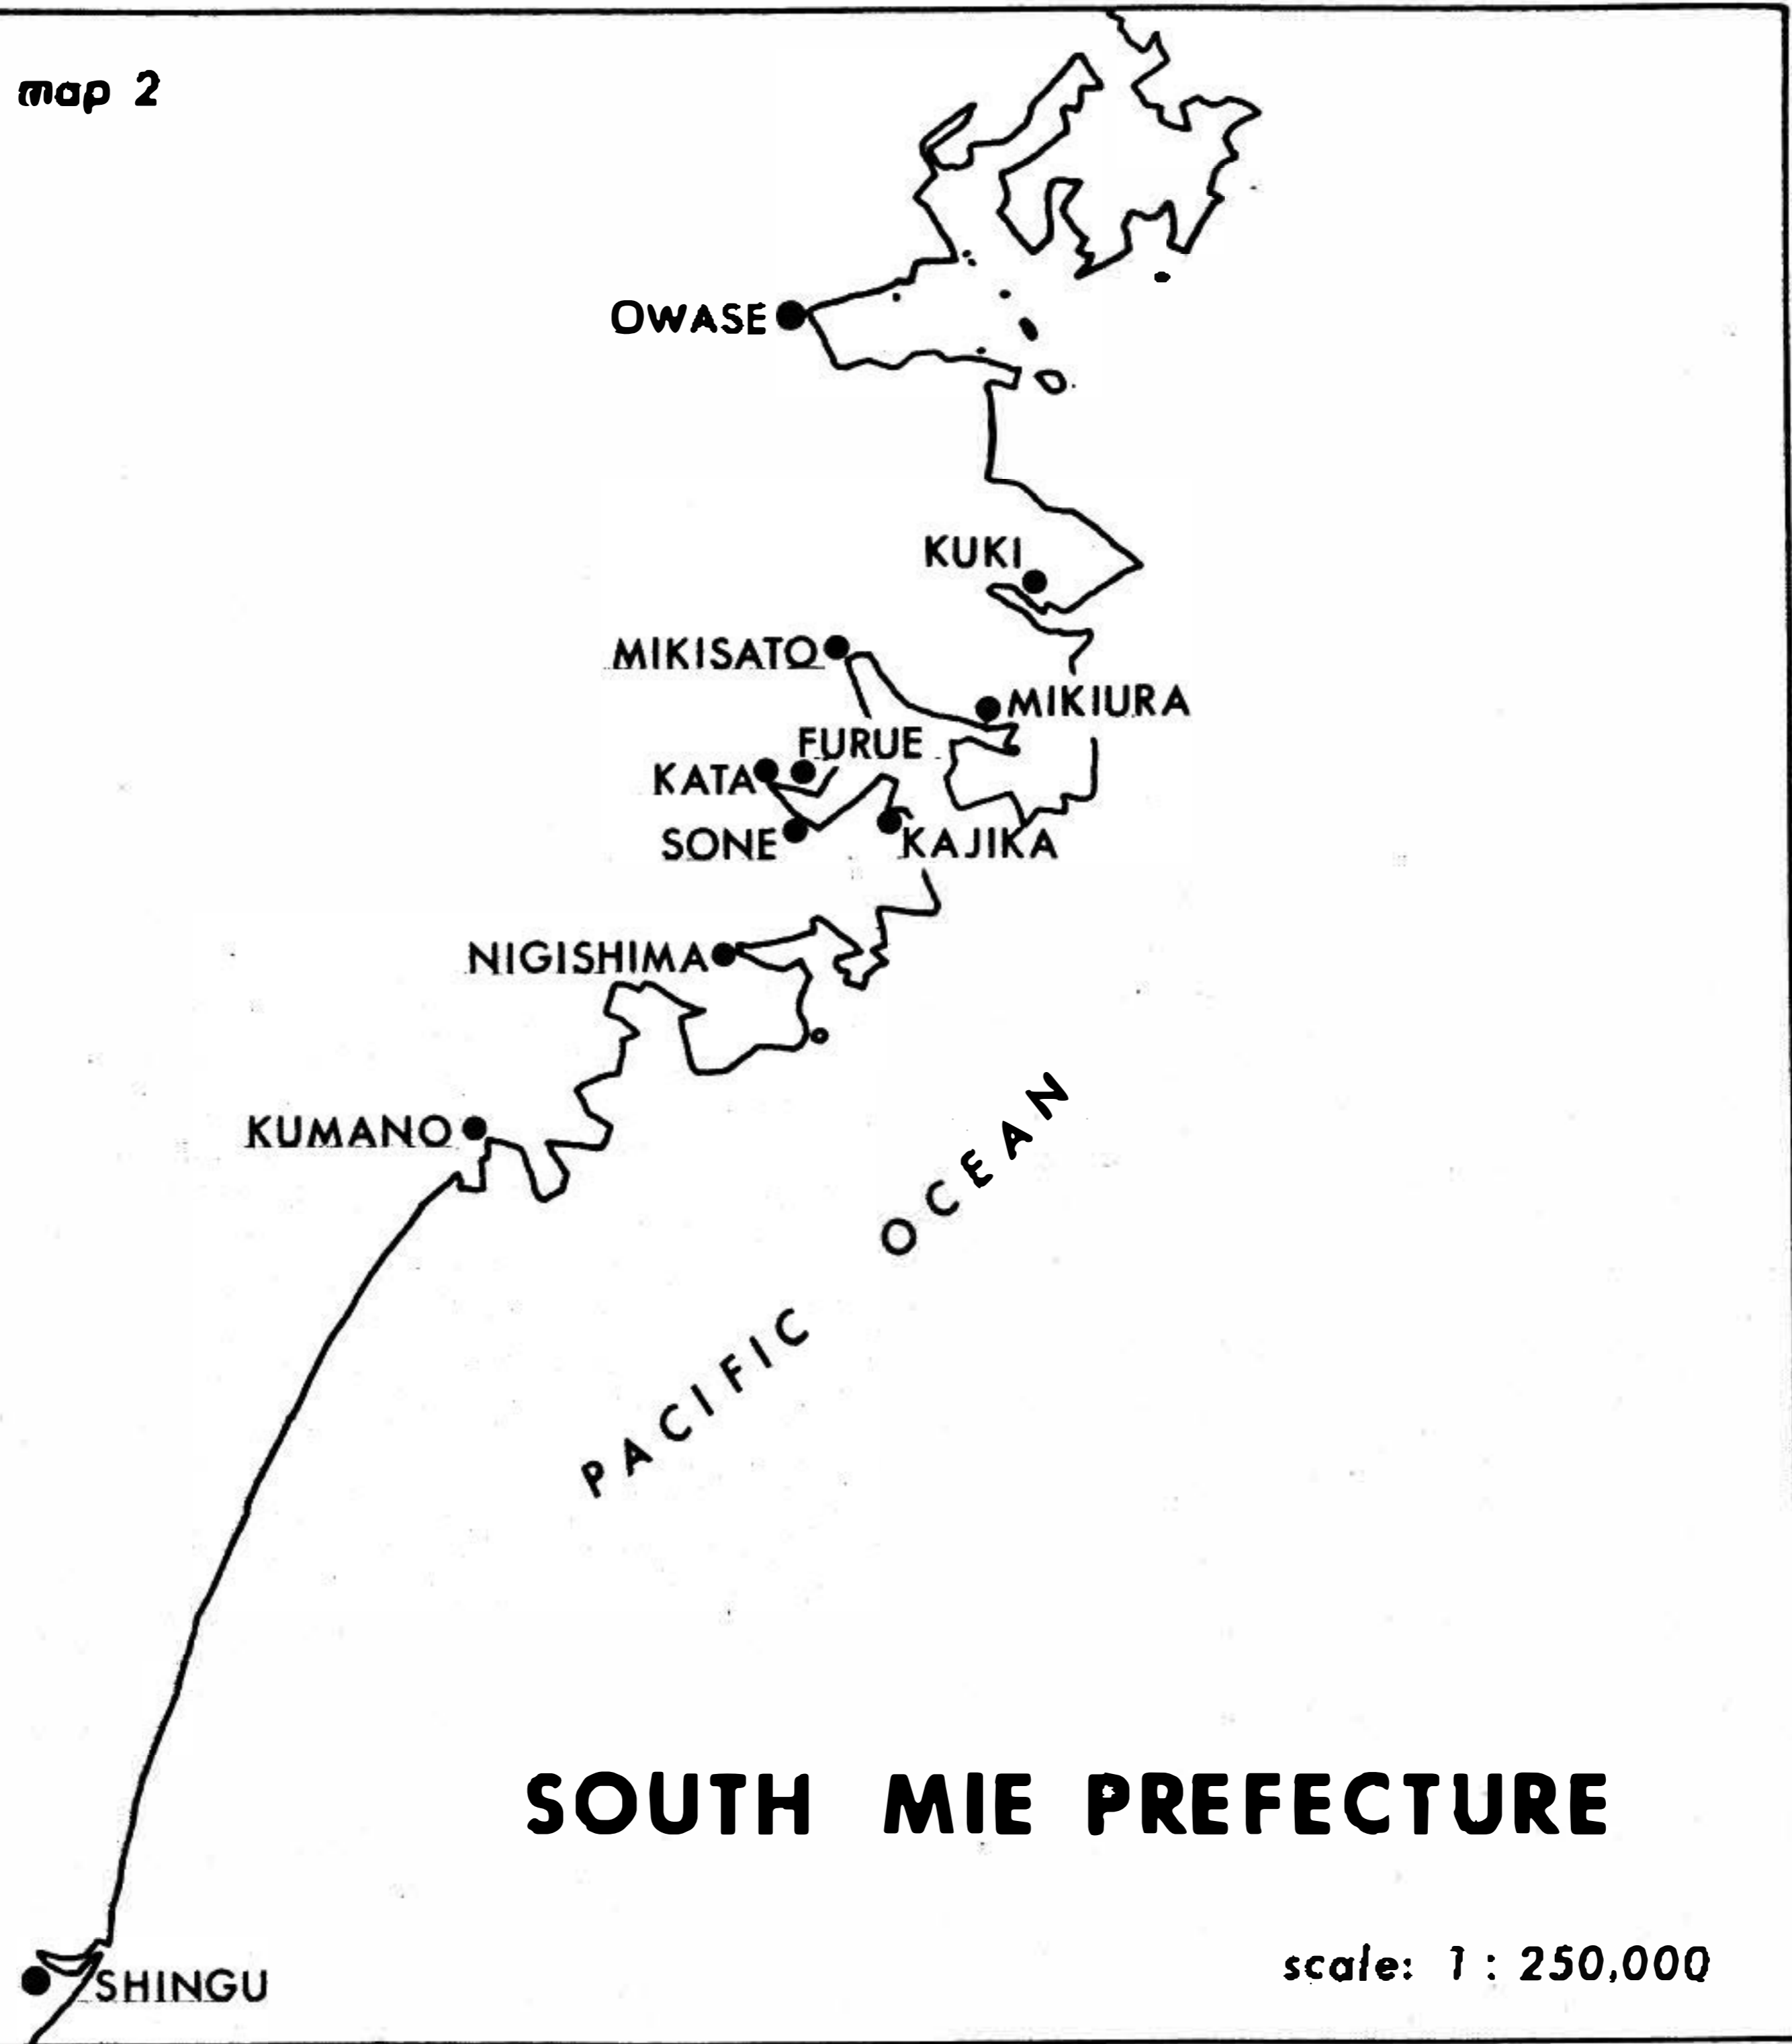 map 2
OWASE
KUKI
MIKISATO
MIKIURA
FURUE
KATA
SONE
KAJIKA
NIGISHIMA
KUMANO
PACIFIC OCEAN
SOUTH MIE PREFECTURE
scale: 1 : 250,000
SHINGU